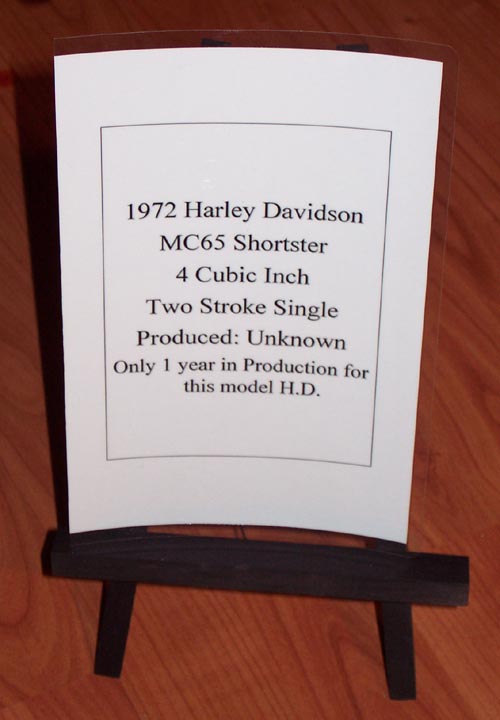 1972 Harley Davidson
MC65 Shortster
4 Cubic Inch
Two Stroke Single
Produced: Unknown
Only 1 year in Production for
this model H.D.